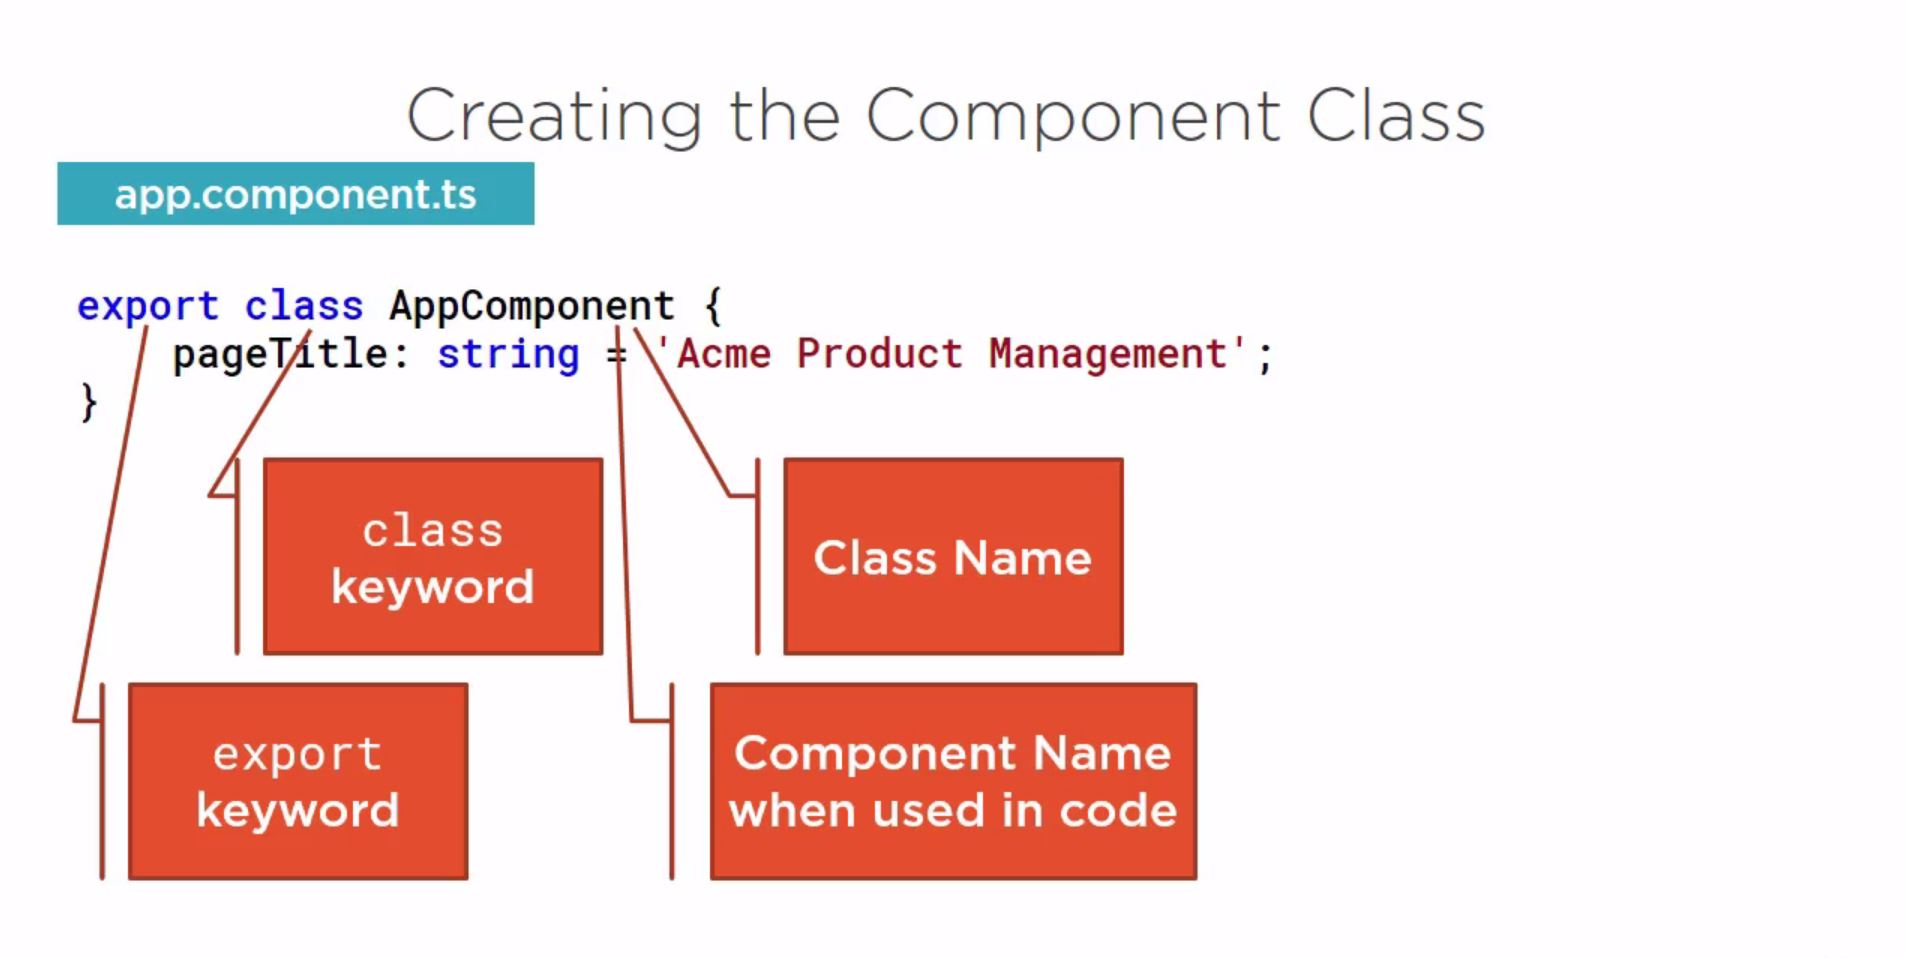 Creating the Component Class
app.component.ts
export class AppComponent {
pageTitle: string = 'Acme Product Management';
}
class
keyword
Class Name
export
keyword
Component Name
when used in code